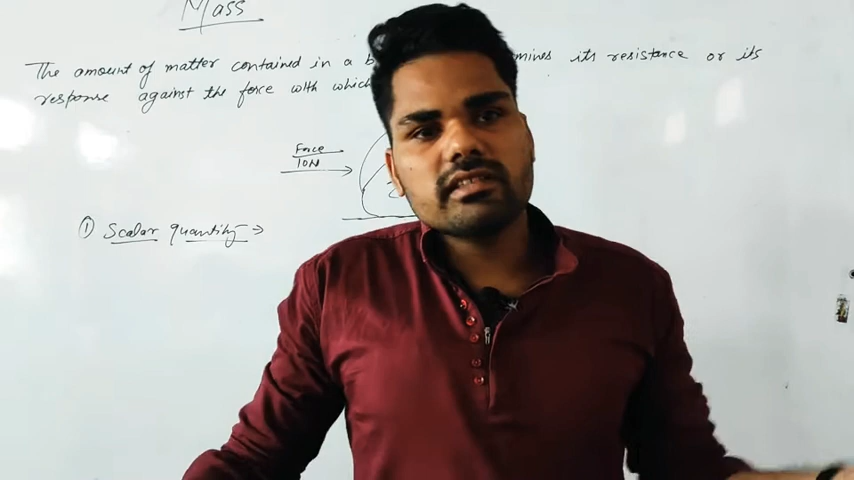 Mass
The amount of matter contained in a its resistance or its
response against the force with which
Force
10N
① Scalar quantity →